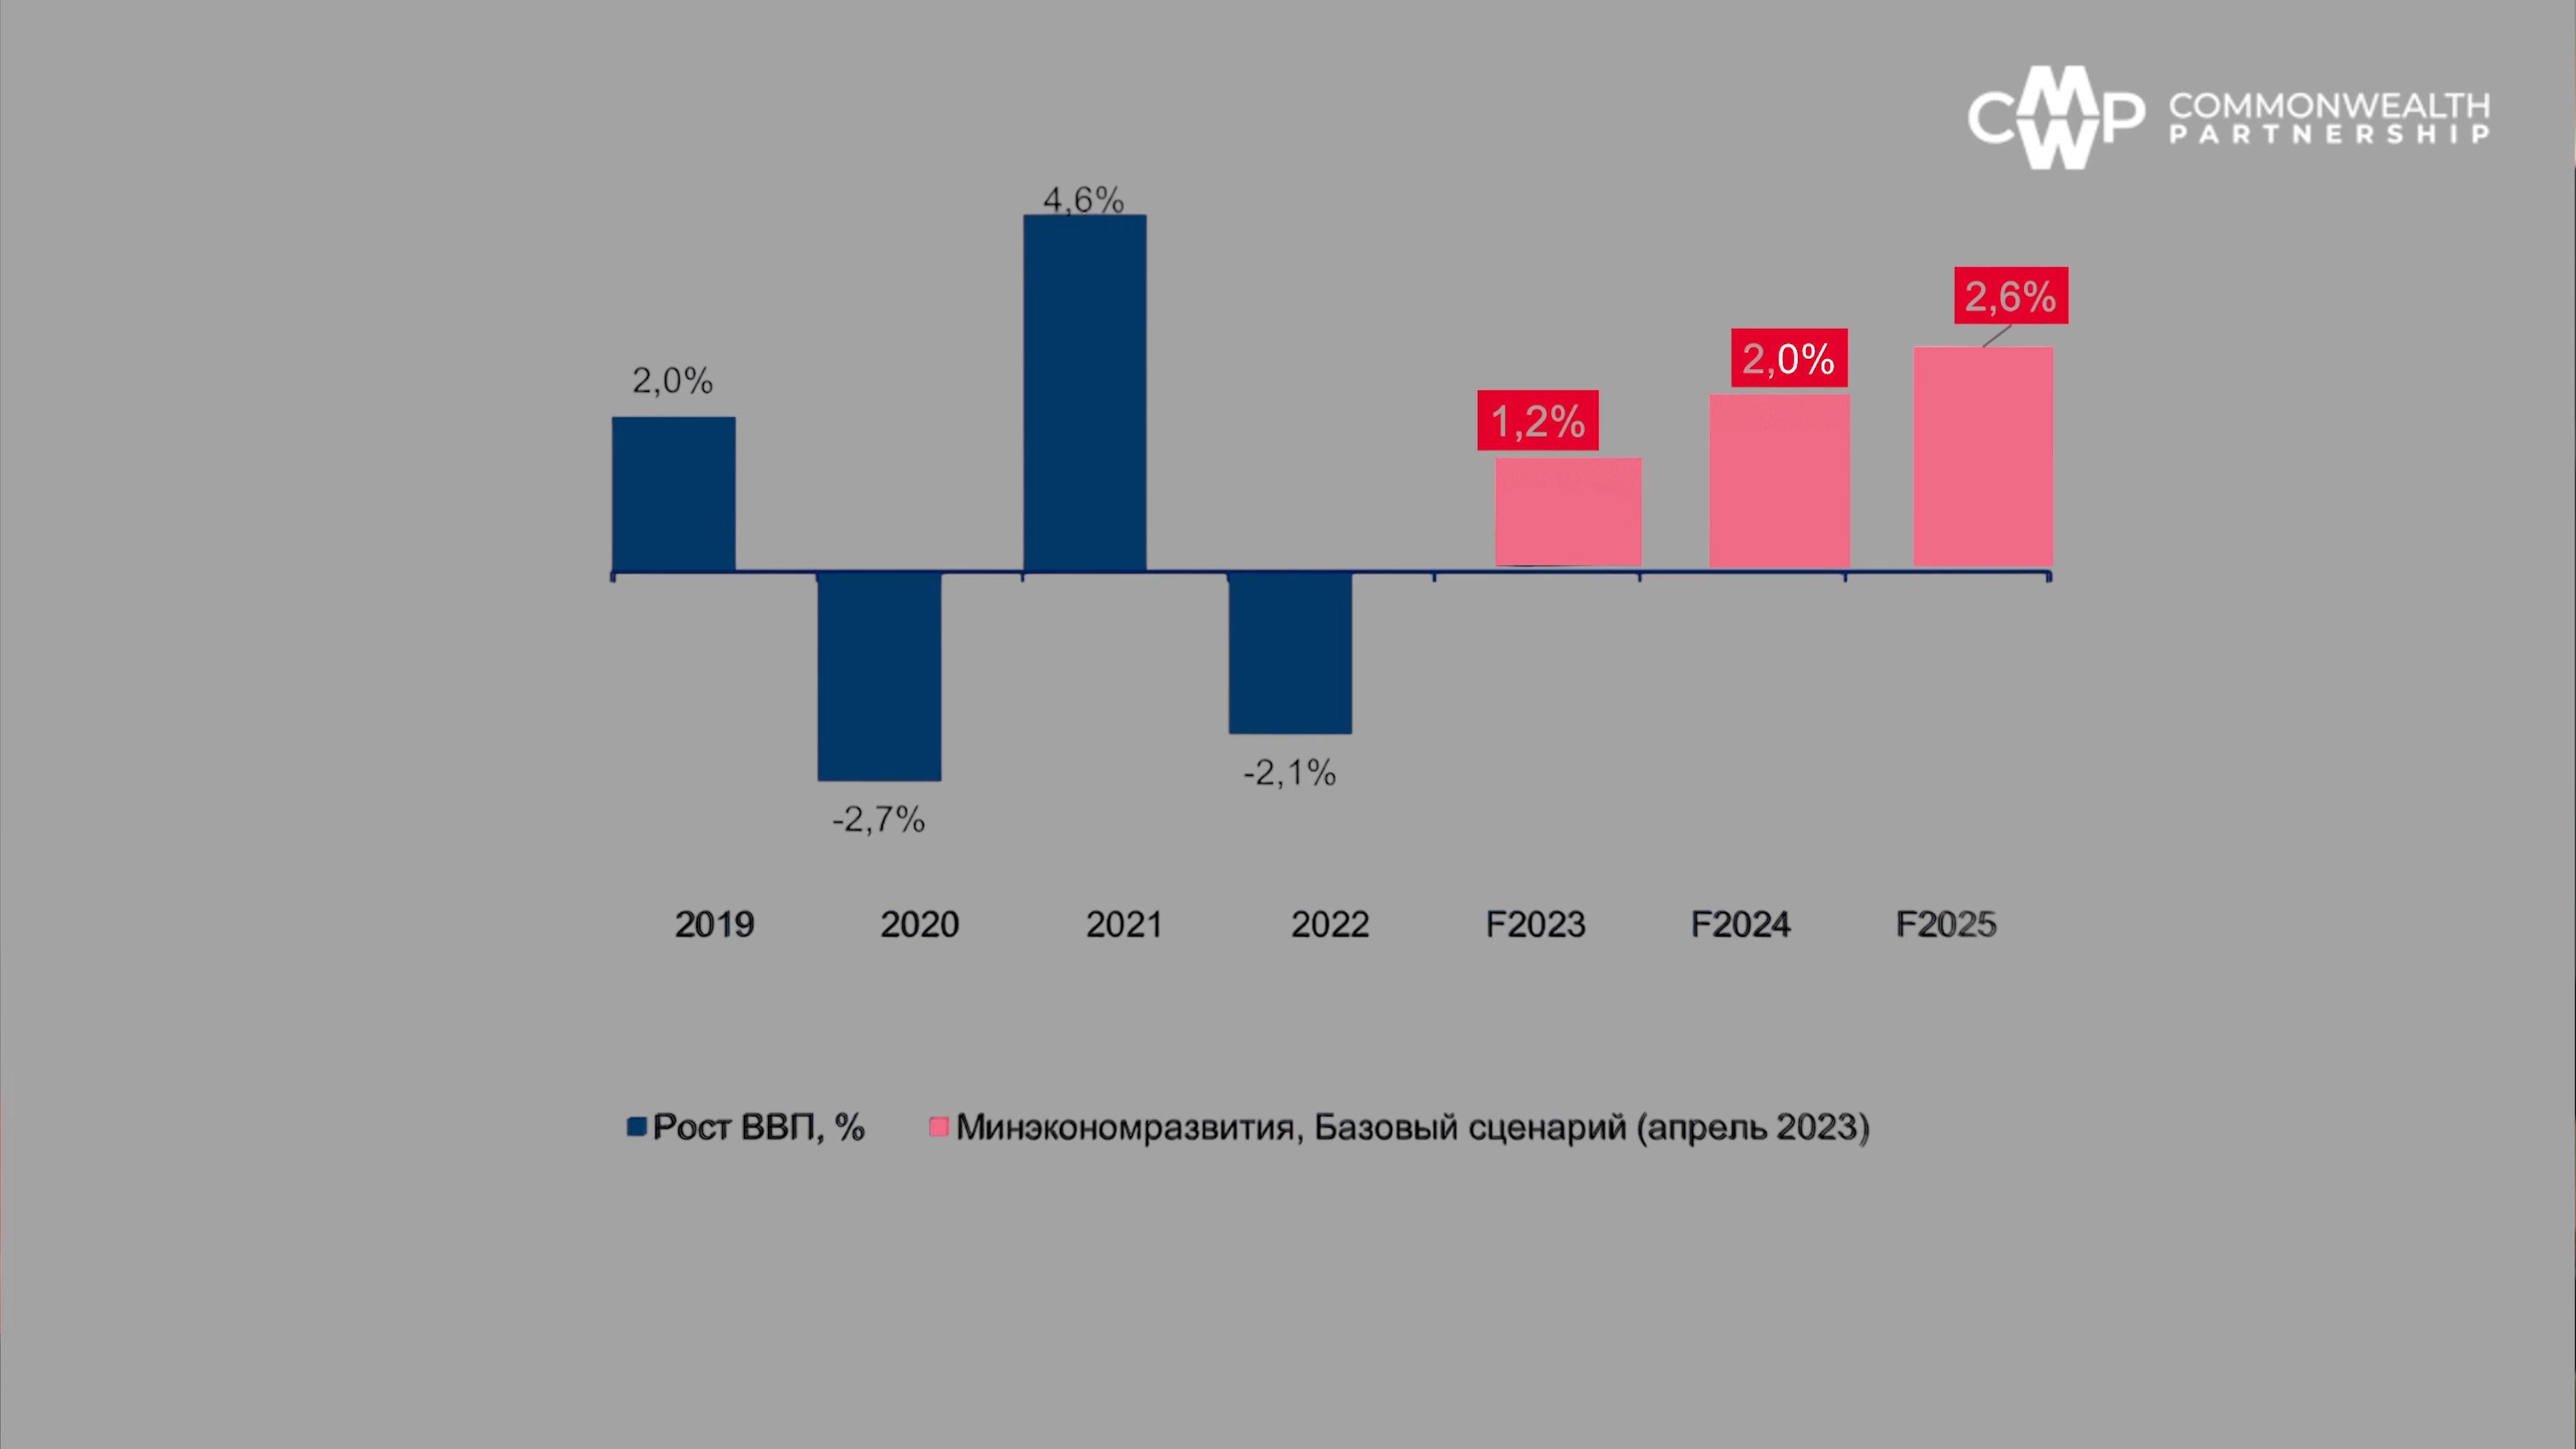 CMWP COMMONWEALTH
PARTNERSHIP
4,6%
2,6%
2,0%
2,0%
1,2%
-2,1%
-2,7%
2019 2020 2021 2022 F2023 F2024 F2025
Рост ВВП, % Минэкономразвития, Базовый сценарий (апрель 2023)